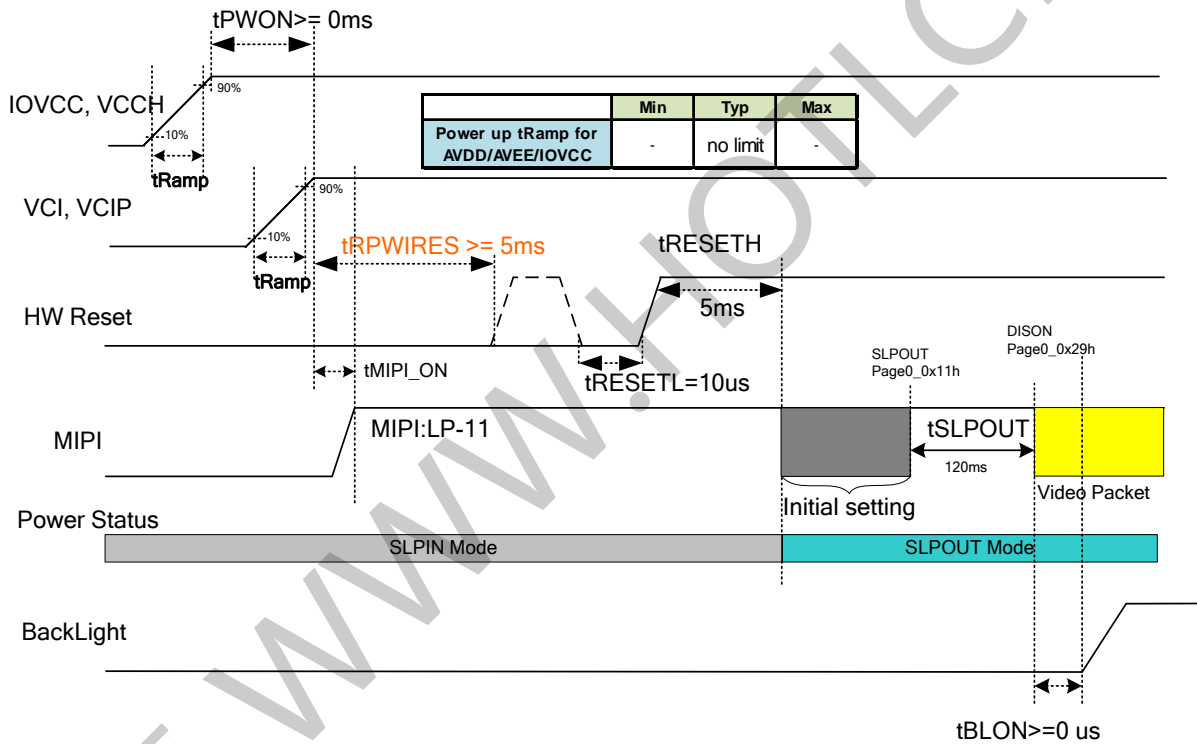 tPWON>= 0ms
IOVCC, VCCH
90%
10%
tRamp
Min Typ Max
Power up tRamp for AVDD/AVEE/IOVCC - no limit -
VCI, VCIP
90%
10%
tRamp
tRPWIRES >= 5ms
tRESETH
5ms
HW Reset
tRESETL=10us
tMIPI_ON
DISON
Page0_0x29h
SLPOUT
Page0_0x11h
MIPI
MIPI:LP-11
tSLPOUT
120ms
Initial setting
Video Packet
Power Status
SLPIN Mode
SLPOUT Mode
BackLight
tBLON>=0 us
WWW.HOTLC